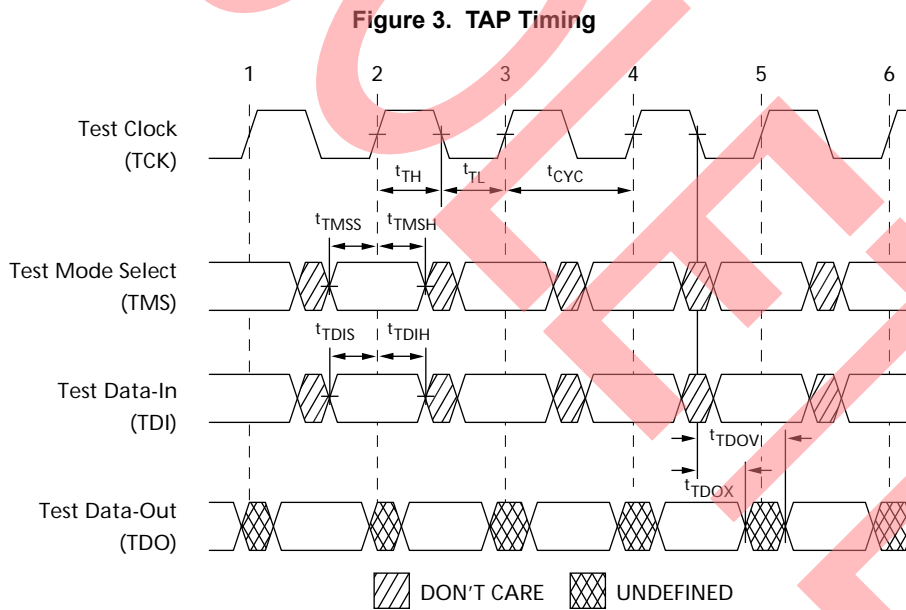 Figure 3. TAP Timing
1 2 3 4 5 6
Test Clock
(TCK)
tTH tTL tCYC
tTMSS tTMSH
Test Mode Select
(TMS)
tTDIS tTDIH
Test Data-In
(TDI)
tTDOV
tTDOX
Test Data-Out
(TDO)
DON'T CARE UNDEFINED